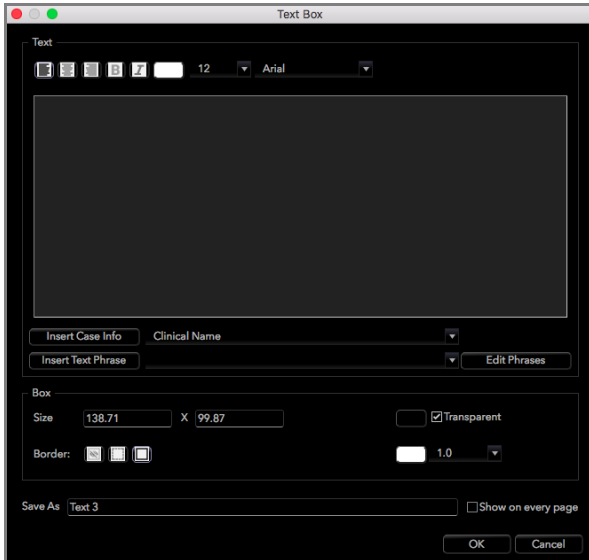 Text Box
Text
B I 12 Arial
Insert Case Info Clinical Name
Insert Text Phrase Edit Phrases
Box
Size 138.71 X 99.87 Transparent
Border: 1.0
Save As Text 3 Show on every page
OK Cancel